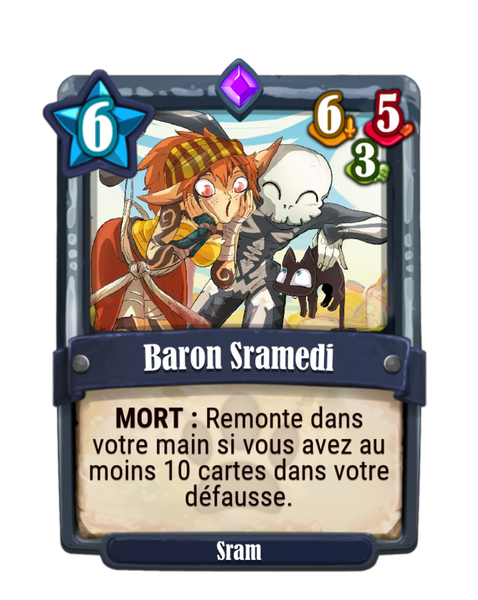 6
6
5
3
Baron Sramedi
MORT : Remonte dans
votre main si vous avez au
moins 10 cartes dans votre
défausse.
Sram